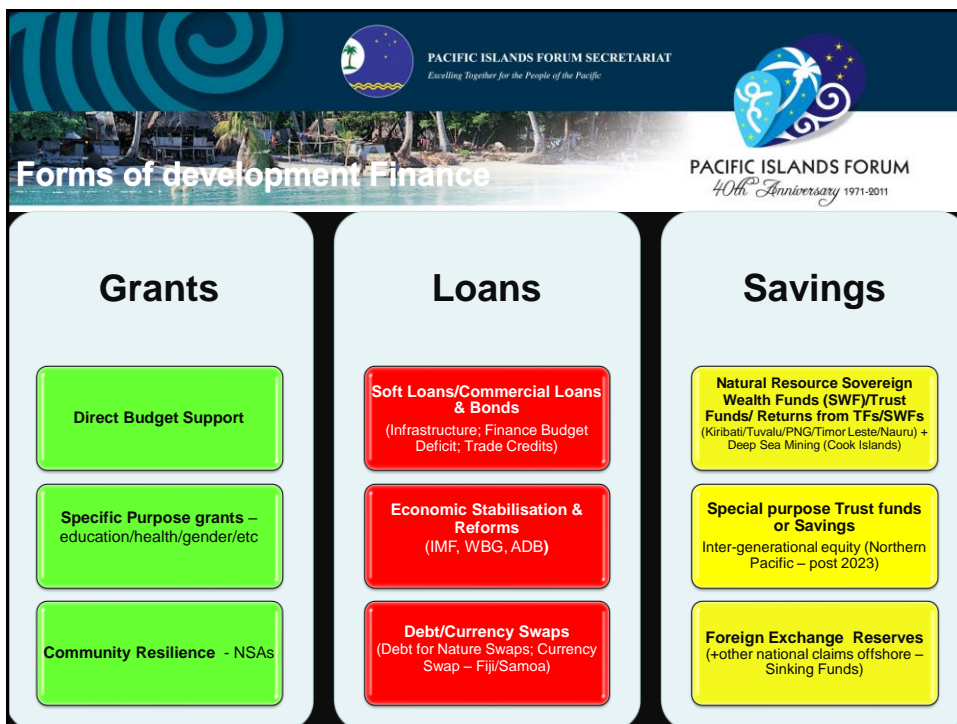 PACIFIC ISLANDS FORUM SECRETARIAT
Excelling Together for the People of the Pacific
Forms of development Finance
PACIFIC ISLANDS FORUM
40th Anniversary 1971-2011
Grants
Direct Budget Support
Specific Purpose grants –
education/health/gender/etc
Community Resilience - NSAs
Loans
Soft Loans/Commercial Loans
& Bonds
(Infrastructure; Finance Budget
Deficit; Trade Credits)
Economic Stabilisation &
Reforms
(IMF, WBG, ADB)
Debt/Currency Swaps
(Debt for Nature Swaps; Currency
Swap – Fiji/Samoa)
Savings
Natural Resource Sovereign
Wealth Funds (SWF)/Trust
Funds/ Returns from TFs/SWFs
(Kiribati/Tuvalu/PNG/Timor Leste/Nauru) +
Deep Sea Mining (Cook Islands)
Special purpose Trust funds
or Savings
Inter-generational equity (Northern
Pacific – post 2023)
Foreign Exchange Reserves
(+other national claims offshore –
Sinking Funds)